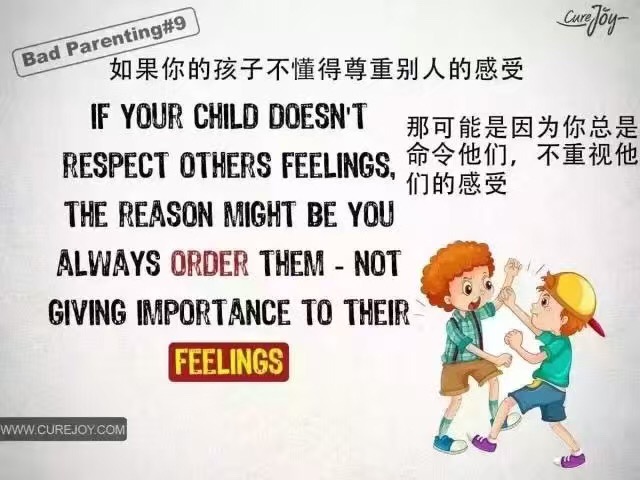 Bad Parenting#9
CureJoy
如果你的孩子不懂得尊重别人的感受
IF YOUR CHILD DOESN'T
RESPECT OTHERS FEELINGS,
THE REASON MIGHT BE YOU
ALWAYS ORDER THEM - NOT
GIVING IMPORTANCE TO THEIR
FEELINGS
那可能是因为你总是
命令他们，不重视他
们的感受
WWW.CUREJOY.COM